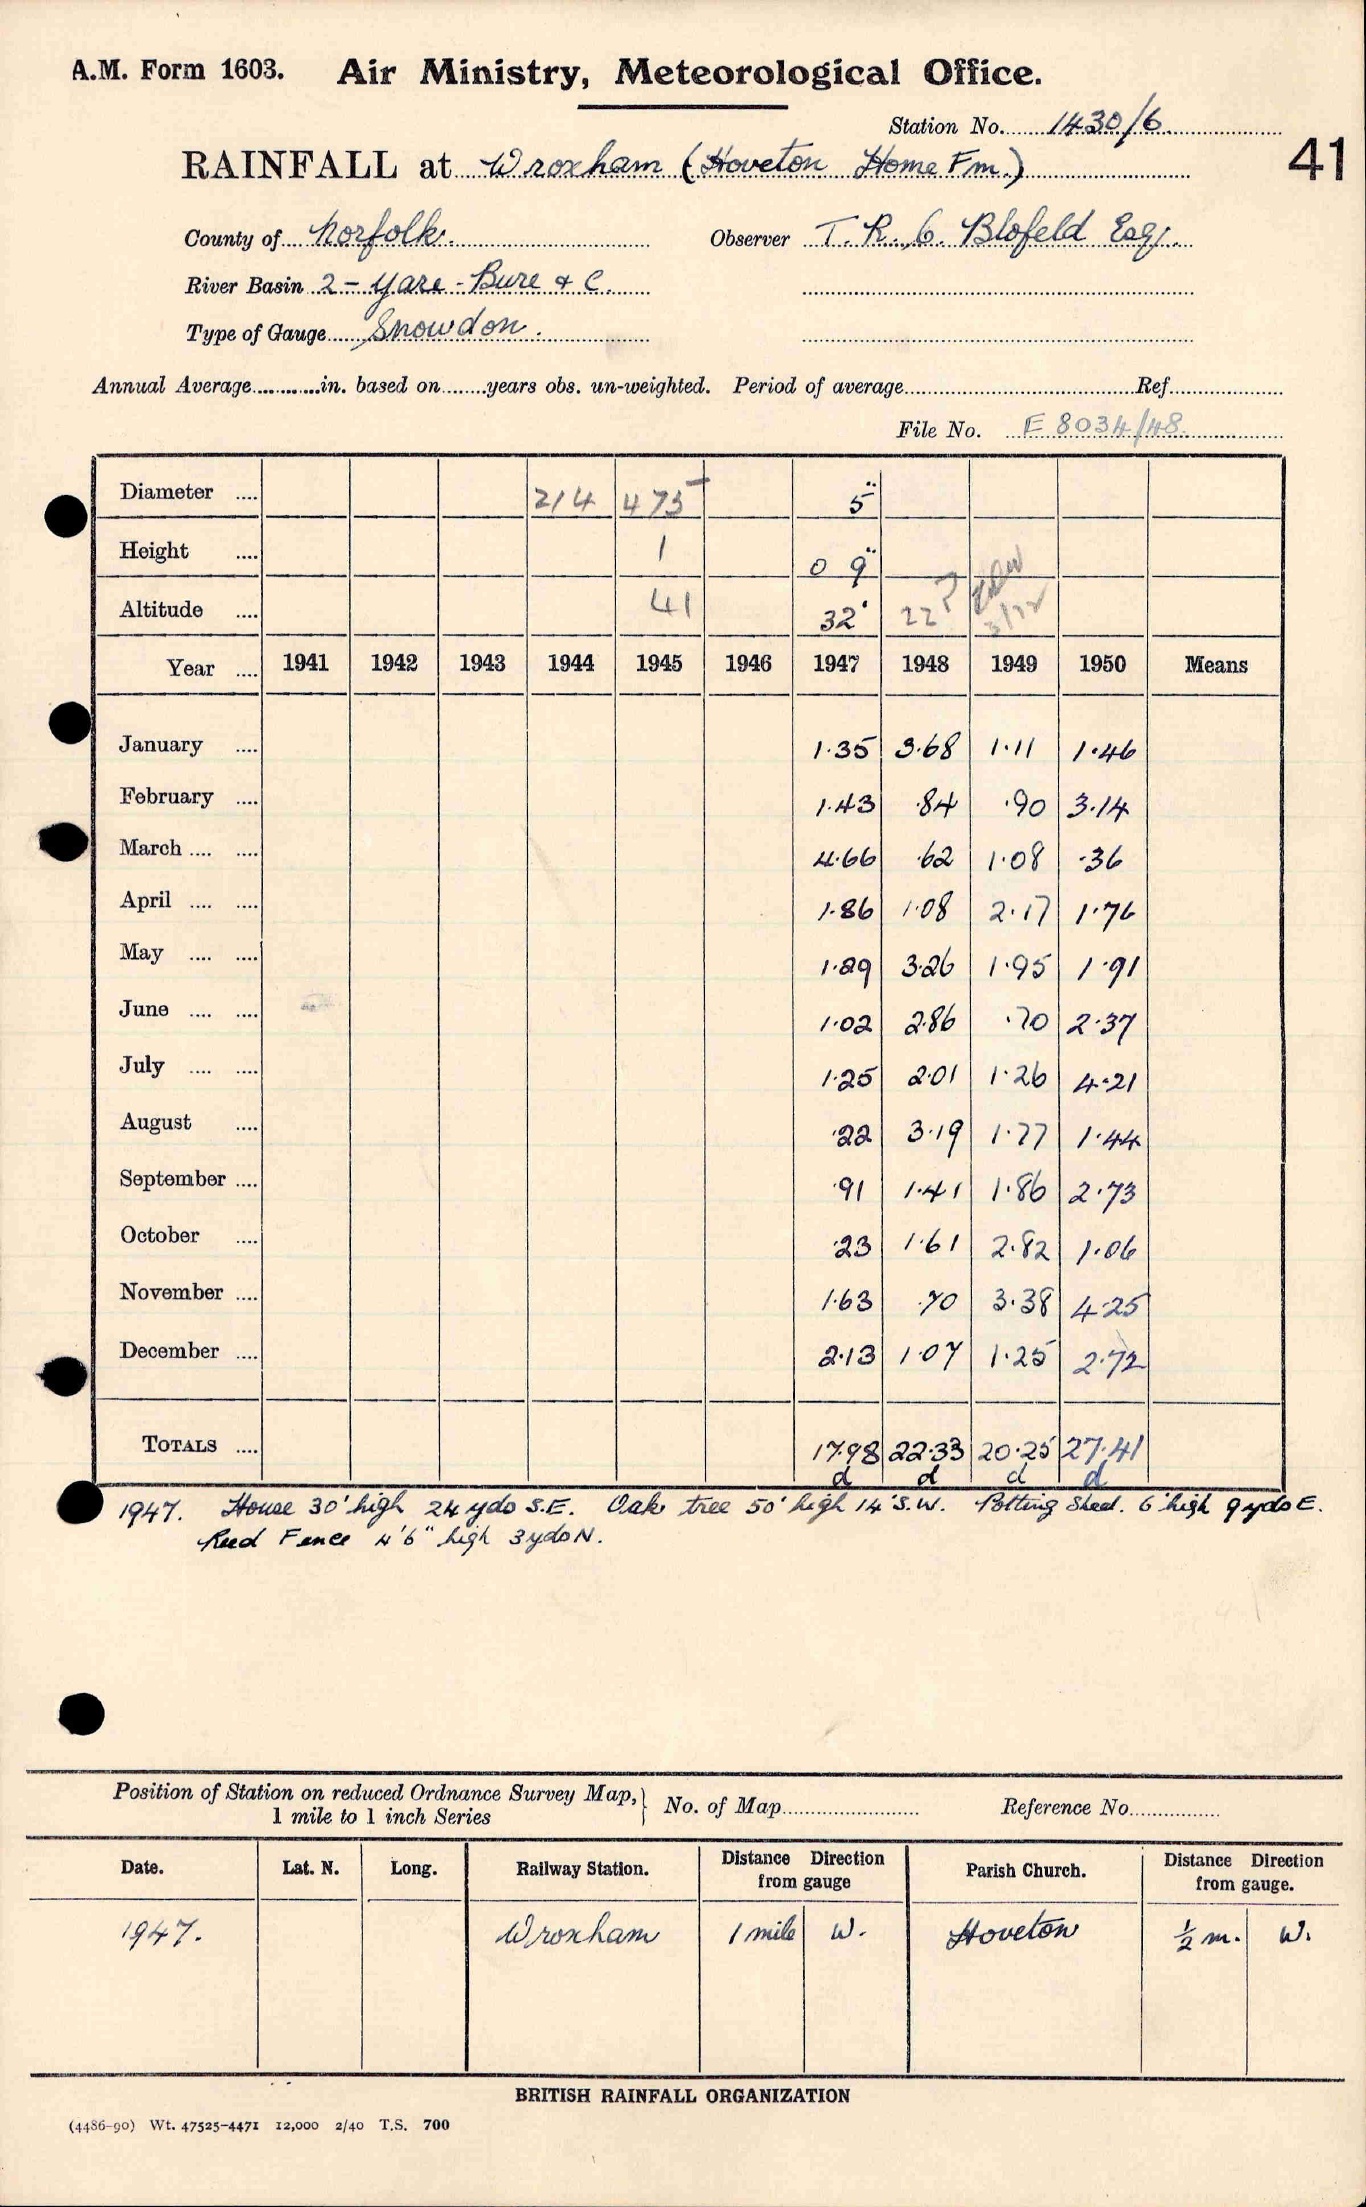 A.M. Form 1603. Air Ministry, Meteorological Office.
Station No. 1430/6.
41
RAINFALL at Wroxham (Hoveton Home Fm.)
County of Norfolk. Observer T. R. C. Blofeld Esq.
River Basin 2 - Yare - Bure & C.
Type of Gauge Snowdon.
Annual Average............in. based on.......years obs. un-weighted. Period of average.......... Ref..........
File No. E 8034/48.
Diameter .... 214 475 5"
Height .... 1 0 9"
Altitude .... 41 32' 22 ? 3/72
Year .... 1941 1942 1943 1944 1945 1946 1947 1948 1949 1950 Means
January .... 1.35 3.68 1.11 1.46
February .... 1.43 .84 .90 3.14
March .... .... 4.66 .62 1.08 .36
April .... .... 1.86 1.08 2.17 1.76
May .... .... 1.29 3.26 1.95 1.91
June .... .... 1.02 2.86 .70 2.37
July .... .... 1.25 2.01 1.26 4.21
August .... .22 3.19 1.77 1.44
September .... .91 1.41 1.86 2.73
October .... .23 1.61 2.82 1.06
November .... 1.63 .70 3.38 4.25
December .... 2.13 1.07 1.25 2.72
TOTALS .... 17.98 22.33 20.25 27.41
d d d d
1947. House 30' high 24 yds S.E. Oak tree 50' high 14' S.W. Potting Shed. 6' high 9 yds E.
Reed Fence 4'6" high 3 yds N.
Position of Station on reduced Ordnance Survey Map, } No. of Map.......... Reference No..........
1 mile to 1 inch Series
Date. Lat. N. Long. Railway Station. Distance Direction from gauge Parish Church. Distance Direction from gauge.
1947. Wroxham 1 mile W. Hoveton ½ m. W.
BRITISH RAINFALL ORGANIZATION
(4486-90) Wt. 47525-4471 12,000 2/40 T.S. 700